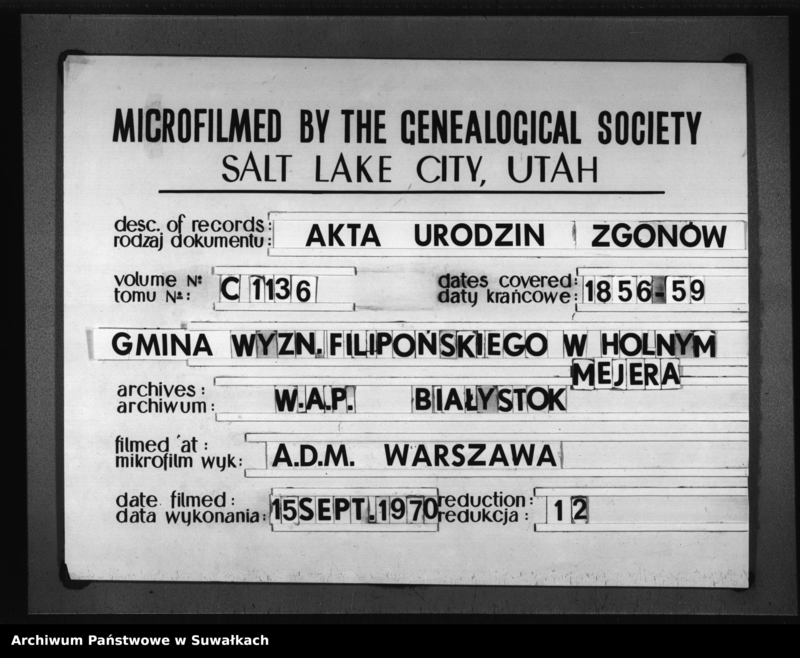 MICROFILMED BY THE GENEALOGICAL SOCIETY
SALT LAKE CITY, UTAH
desc. of records:
rodzaj dokumentu: AKTA URODZIN ZGONÓW
volume №
tomu №: C 1136
dates covered:
daty krańcowe: 1856-59
GMINA WYZN. FILIPOŃSKIEGO W HOLNYM
MEJERA
archives:
archiwum: W.A.P. BIAŁYSTOK
filmed at:
mikrofilm wyk: A.D.M. WARSZAWA
date filmed:
data wykonania: 15 SEPT. 1970
reduction:
redukcja: 12
Archiwum Państwowe w Suwałkach